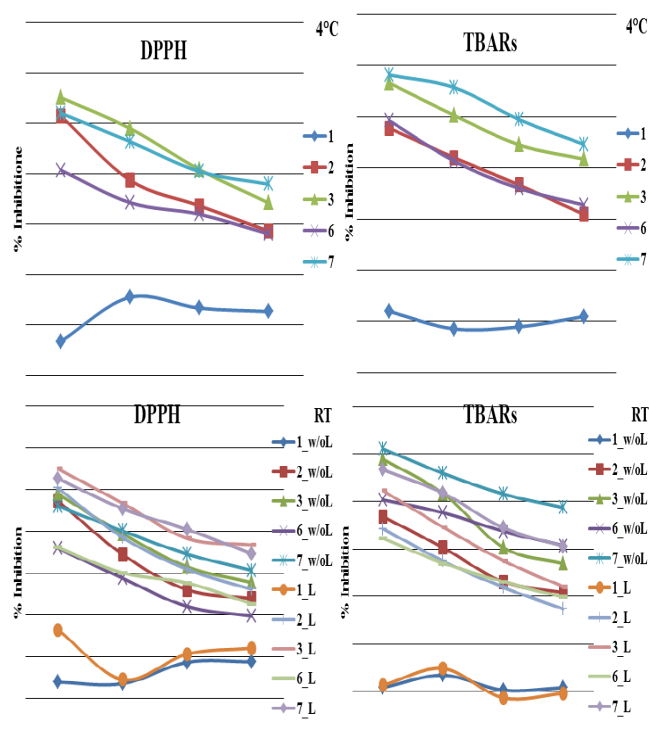 4°C
DPPH
% Inhibitione
1
2
3
6
7
4°C
TBARs
% Inhibition
1
2
3
6
7
DPPH
RT
% Inhibition
1_w/oL
2_w/oL
3_w/oL
6_w/oL
7_w/oL
1_L
2_L
3_L
6_L
7_L
TBARs
RT
% Inhibition
1_w/oL
2_w/oL
3_w/oL
6_w/oL
7_w/oL
1_L
2_L
3_L
6_L
7_L